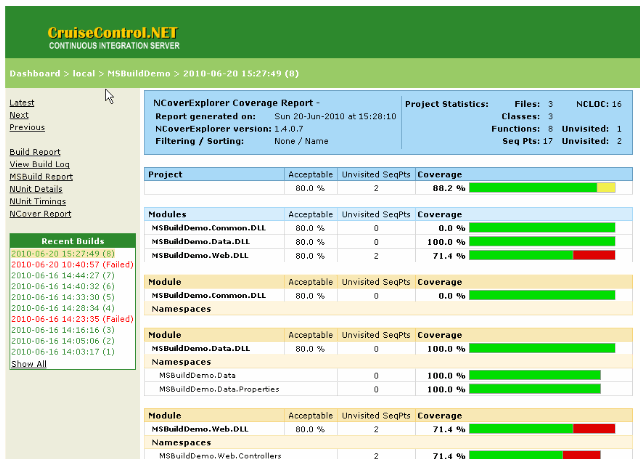 CruiseControl.NET
CONTINUOUS INTEGRATION SERVER
Dashboard > local > MSBuildDemo > 2010-06-20 15:27:49 (8)
Latest
Next
Previous
Build Report
View Build Log
MSBuild Report
NUnit Details
NUnit Timings
NCover Report
Recent Builds
2010-06-20 15:27:49 (8)
2010-06-20 10:40:57 (Failed)
2010-06-16 14:44:27 (7)
2010-06-16 14:40:32 (6)
2010-06-16 14:33:30 (5)
2010-06-16 14:28:34 (4)
2010-06-16 14:23:35 (Failed)
2010-06-16 14:16:16 (3)
2010-06-16 14:05:06 (2)
2010-06-16 14:03:17 (1)
Show All
NCoverExplorer Coverage Report - Project Statistics: Files: 3 NCLOC: 16
Report generated on: Sun 20-Jun-2010 at 15:28:10 Classes: 3
NCoverExplorer version: 1.4.0.7 Functions: 8 Unvisited: 1
Filtering / Sorting: None / Name Seq Pts: 17 Unvisited: 2
Project Acceptable Unvisited SeqPts Coverage
80.0 % 2 88.2 %
Modules Acceptable Unvisited SeqPts Coverage
MSBuildDemo.Common.DLL 80.0 % 0 0.0 %
MSBuildDemo.Data.DLL 80.0 % 0 100.0 %
MSBuildDemo.Web.DLL 80.0 % 2 71.4 %
Module Acceptable Unvisited SeqPts Coverage
MSBuildDemo.Common.DLL 80.0 % 0 0.0 %
Namespaces
Module Acceptable Unvisited SeqPts Coverage
MSBuildDemo.Data.DLL 80.0 % 0 100.0 %
Namespaces
MSBuildDemo.Data 0 100.0 %
MSBuildDemo.Data.Properties 0 100.0 %
Module Acceptable Unvisited SeqPts Coverage
MSBuildDemo.Web.DLL 80.0 % 2 71.4 %
Namespaces
MSBuildDemo.Web.Controllers 2 71.4 %